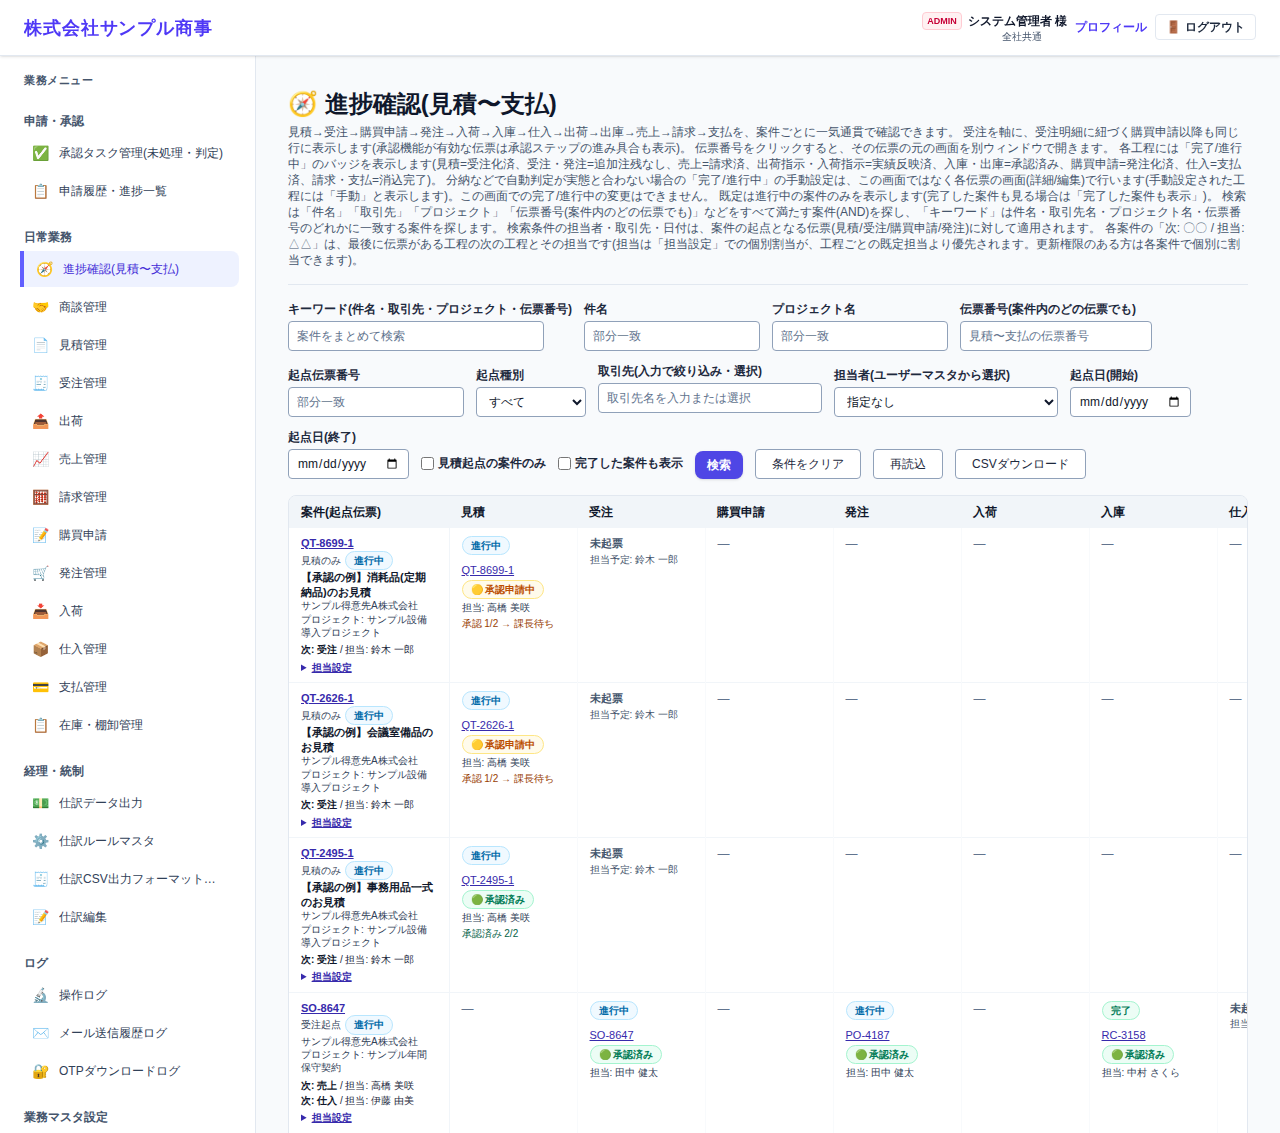 株式会社サンプル商事
ADMIN システム管理者 様 プロフィール 🚪 ログアウト
全社共通
業務メニュー
申請・承認
✅ 承認タスク管理(未処理・判定)
📋 申請履歴・進捗一覧
日常業務
🧭 進捗確認(見積〜支払)
🤝 商談管理
📄 見積管理
🧾 受注管理
📤 出荷
📈 売上管理
🧮 請求管理
📝 購買申請
🛒 発注管理
📥 入荷
📦 仕入管理
💳 支払管理
📋 在庫・棚卸管理
経理・統制
💵 仕訳データ出力
⚙️ 仕訳ルールマスタ
🧾 仕訳CSV出力フォーマット…
📝 仕訳編集
ログ
🔬 操作ログ
✉️ メール送信履歴ログ
🔐 OTPダウンロードログ
業務マスタ設定
🧭 進捗確認(見積〜支払)
見積→受注→購買申請→発注→入荷→入庫→仕入→出荷→出庫→売上→請求→支払を、案件ごとに一気通貫で確認できます。 受注を軸に、受注明細に紐づく購買申請以降も同じ
行に表示します(承認機能が有効な伝票は承認ステップの進み具合も表示)。 伝票番号をクリックすると、その伝票の元の画面を別ウィンドウで開きます。 各工程には「完了/進行
中」のバッジを表示します(見積=受注化済、受注・発注=追加注残なし、売上=請求済、出荷指示・入荷指示=実績反映済、入庫・出庫=承認済み、購買申請=発注化済、仕入=支払
済、請求・支払=消込完了)。 分納などで自動判定が実態と合わない場合の「完了/進行中」の手動設定は、この画面ではなく各伝票の画面(詳細/編集)で行います(手動設定された工
程には「手動」と表示します)。この画面での完了/進行中の変更はできません。 既定は進行中の案件のみを表示します(完了した案件も見る場合は「完了した案件も表示」)。 検索
は「件名」「取引先」「プロジェクト」「伝票番号(案件内のどの伝票でも)」などをすべて満たす案件(AND)を探し、「キーワード」は件名・取引先名・プロジェクト名・伝票番
号のどれかに一致する案件を探します。 検索条件の担当者・取引先・日付は、案件の起点となる伝票(見積/受注/購買申請/発注)に対して適用されます。 各案件の「次: 〇〇 / 担当:
△△」は、最後に伝票がある工程の次の工程とその担当です(担当は「担当設定」での個別割当が、工程ごとの既定担当より優先されます。更新権限のある方は各案件で個別に割
当できます)。
キーワード(件名・取引先・プロジェクト・伝票番号) 件名 プロジェクト名 伝票番号(案件内のどの伝票でも)
案件をまとめて検索 部分一致 部分一致 見積〜支払の伝票番号
起点伝票番号 起点種別 取引先(入力で絞り込み・選択) 担当者(ユーザーマスタから選択) 起点日(開始)
部分一致 すべて 取引先名を入力または選択 指定なし mm/dd/yyyy
起点日(終了)
mm/dd/yyyy 見積起点の案件のみ 完了した案件も表示 検索 条件をクリア 再読込 CSVダウンロード
案件(起点伝票) 見積 受注 購買申請 発注 入荷 入庫
QT-8699-1 進行中 未起票 — — — — —
見積のみ 進行中 QT-8699-1 担当予定: 鈴木 一郎
【承認の例】消耗品(定期 🟡承認申請中
納品)のお見積 担当: 高橋 美咲
サンプル得意先A株式会社 承認 1/2 → 課長待ち
プロジェクト: サンプル設備
導入プロジェクト
次: 受注 / 担当: 鈴木 一郎
▶ 担当設定
QT-2626-1 進行中 未起票 — — — — —
見積のみ 進行中 QT-2626-1 担当予定: 鈴木 一郎
【承認の例】会議室備品の 🟡承認申請中
お見積 担当: 高橋 美咲
サンプル得意先A株式会社 承認 1/2 → 課長待ち
プロジェクト: サンプル設備
導入プロジェクト
次: 受注 / 担当: 鈴木 一郎
▶ 担当設定
QT-2495-1 進行中 未起票 — — — — —
見積のみ 進行中 QT-2495-1 担当予定: 鈴木 一郎
【承認の例】事務用品一式 🟢承認済み
のお見積 担当: 高橋 美咲
サンプル得意先A株式会社 承認済み 2/2
プロジェクト: サンプル設備
導入プロジェクト
次: 受注 / 担当: 鈴木 一郎
▶ 担当設定
SO-8647 — 進行中 — 進行中 — 完了
受注起点 進行中 SO-8647 PO-4187 RC-3158
サンプル得意先A株式会社 🟢承認済み 🟢承認済み 🟢承認済み
プロジェクト: サンプル年間 担当: 田中 健太 担当: 田中 健太 担当: 中村 さくら
保守契約
次: 売上 / 担当: 高橋 美咲
次: 仕入 / 担当: 伊藤 由美
▶ 担当設定